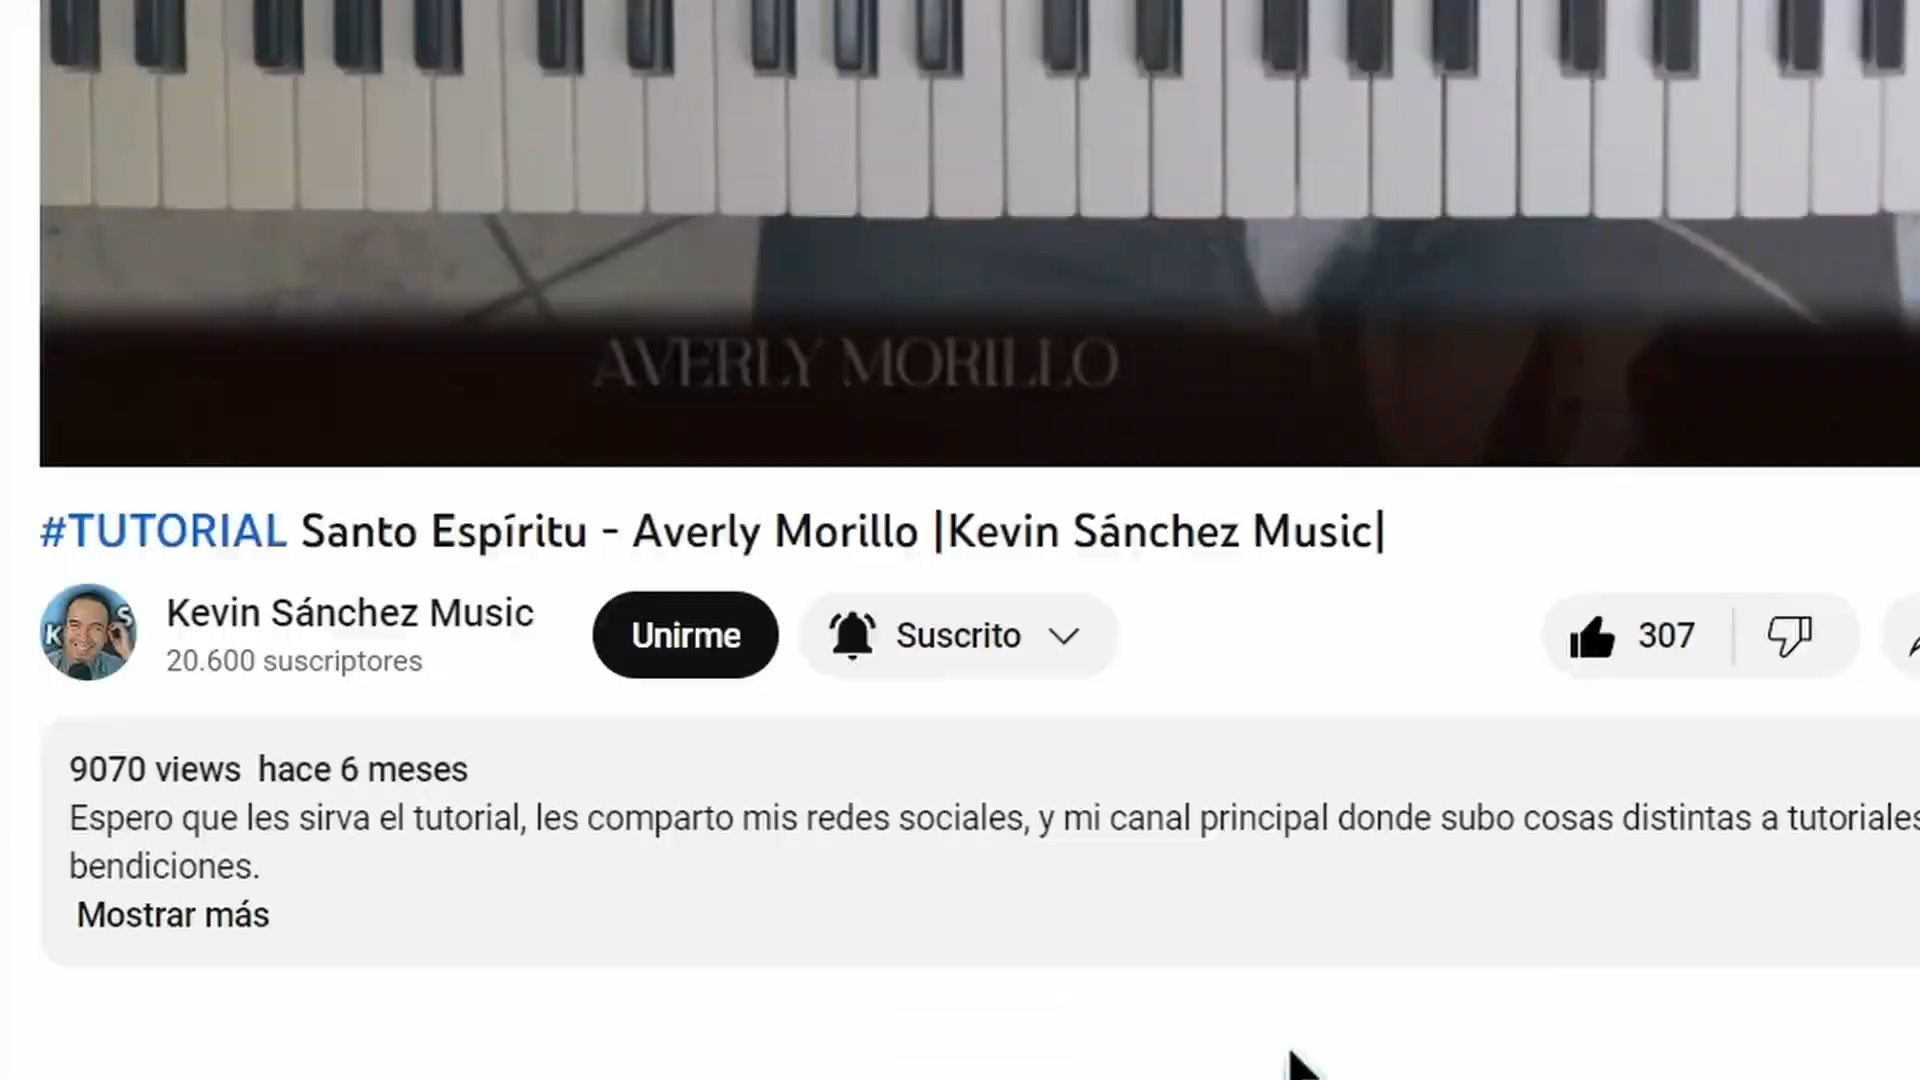 AVERLY MORILLO
#TUTORIAL Santo Espíritu - Averly Morillo |Kevin Sánchez Music|
K S
Kevin Sánchez Music
20.600 suscriptores
Unirme
Suscrito
307
9070 views hace 6 meses
Espero que les sirva el tutorial, les comparto mis redes sociales, y mi canal principal donde subo cosas distintas a tutoriales
bendiciones.
Mostrar más